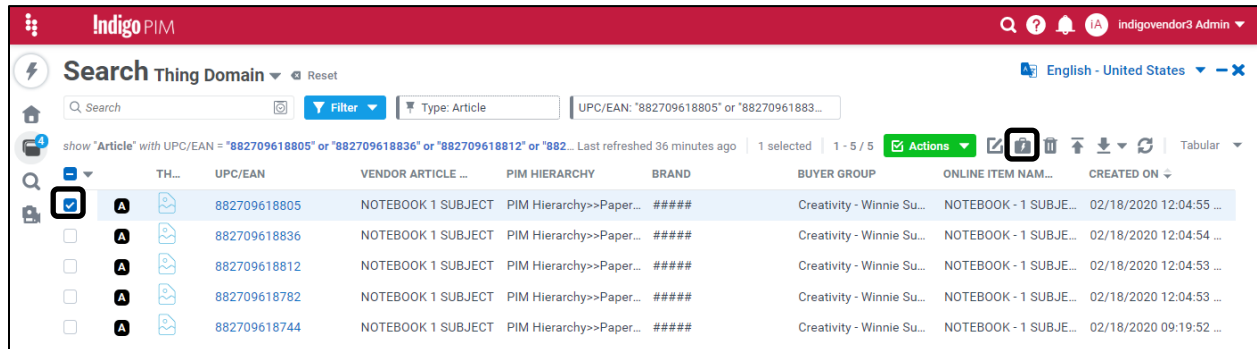 Indigo PIM iA indigovendor3 Admin
Search Thing Domain Reset English - United States
Search Filter Type: Article UPC/EAN: "882709618805" or "88270961883...
4
show "Article" with UPC/EAN = "882709618805" or "882709618836" or "882709618812" or "882... Last refreshed 36 minutes ago 1 selected 1 - 5 / 5 Actions Tabular
TH... UPC/EAN VENDOR ARTICLE ... PIM HIERARCHY BRAND BUYER GROUP ONLINE ITEM NAM... CREATED ON
A 882709618805 NOTEBOOK 1 SUBJECT PIM Hierarchy>>Paper... ##### Creativity - Winnie Su... NOTEBOOK - 1 SUBJE... 02/18/2020 12:04:55 ...
A 882709618836 NOTEBOOK 1 SUBJECT PIM Hierarchy>>Paper... ##### Creativity - Winnie Su... NOTEBOOK - 1 SUBJE... 02/18/2020 12:04:54 ...
A 882709618812 NOTEBOOK 1 SUBJECT PIM Hierarchy>>Paper... ##### Creativity - Winnie Su... NOTEBOOK - 1 SUBJE... 02/18/2020 12:04:53 ...
A 882709618782 NOTEBOOK 1 SUBJECT PIM Hierarchy>>Paper... ##### Creativity - Winnie Su... NOTEBOOK - 1 SUBJE... 02/18/2020 12:04:53 ...
A 882709618744 NOTEBOOK 1 SUBJECT PIM Hierarchy>>Paper... ##### Creativity - Winnie Su... NOTEBOOK - 1 SUBJE... 02/18/2020 09:19:52 ...